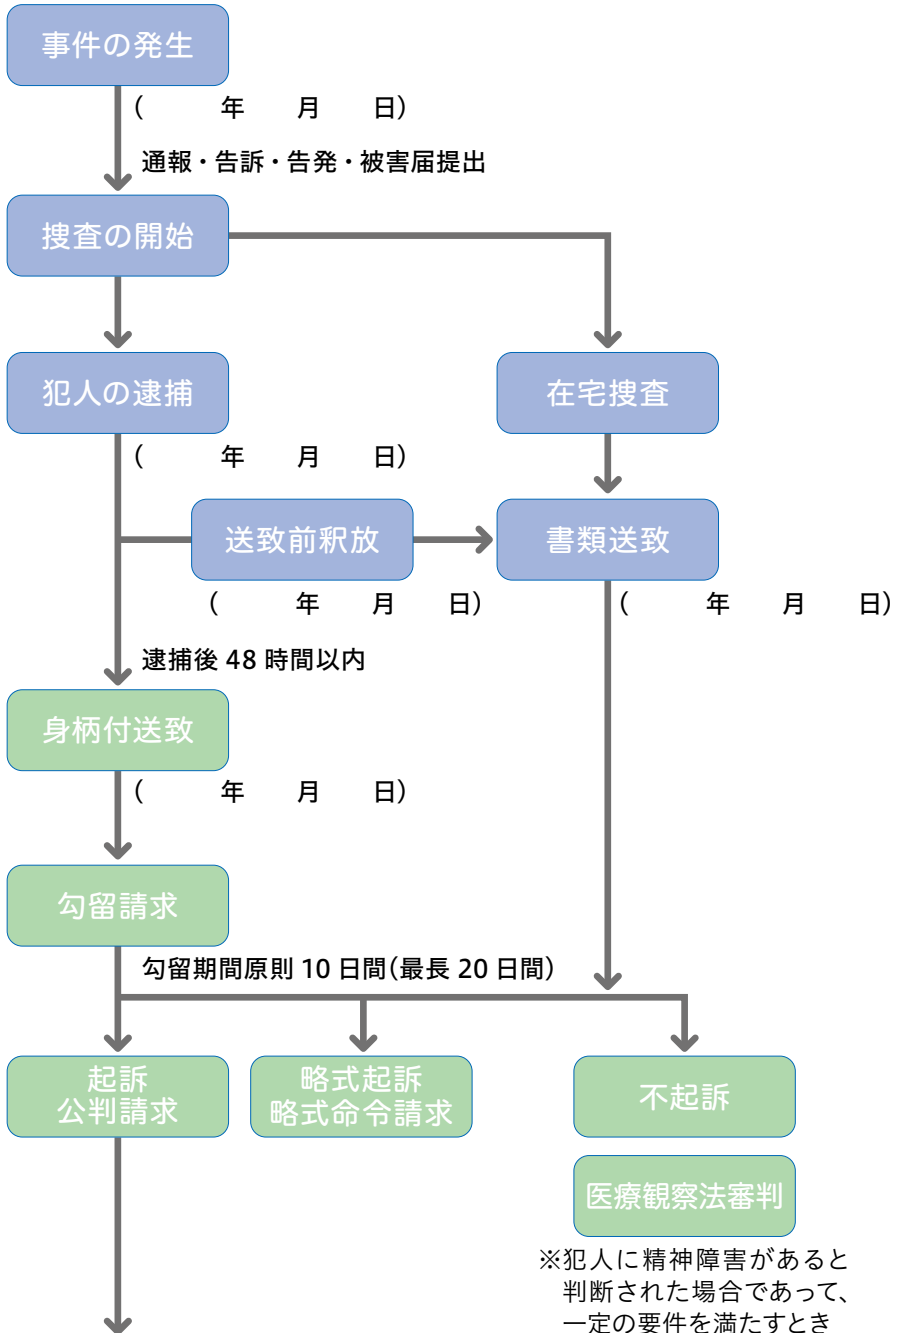 事件の発生
(　　　年　　月　　日)
通報・告訴・告発・被害届提出
捜査の開始
犯人の逮捕
在宅捜査
(　　　年　　月　　日)
送致前釈放
書類送致
(　　　年　　月　　日)
(　　　年　　月　　日)
逮捕後 48 時間以内
身柄付送致
(　　　年　　月　　日)
勾留請求
勾留期間原則 10 日間(最長 20 日間)
起訴
公判請求
略式起訴
略式命令請求
不起訴
医療観察法審判
※犯人に精神障害があると
判断された場合であって、
一定の要件を満たすとき